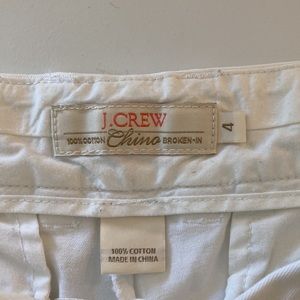 J.CREW
100% COTTON Chino BROKEN-IN
4
100% COTTON
MADE IN CHINA